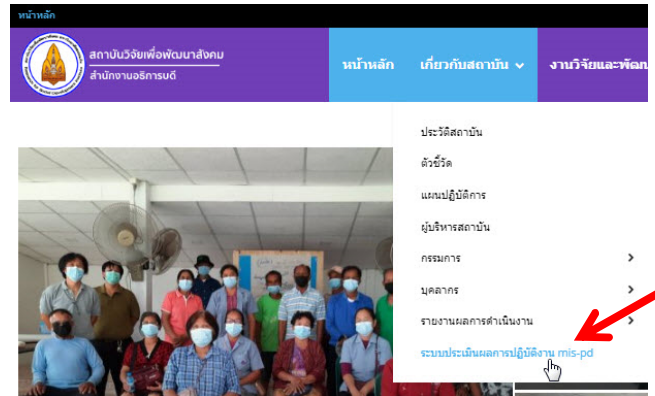 หน้าหลัก
สถาบันวิจัยเพื่อพัฒนาสังคม
สำนักงานอธิการบดี
หน้าหลัก เกี่ยวกับสถาบัน งานวิจัยและพัฒน
ประวัติสถาบัน
ตัวชี้วัด
แผนปฏิบัติการ
ผู้บริหารสถาบัน
กรรมการ
บุคลากร
รายงานผลการดำเนินงาน
ระบบประเมินผลการปฏิบัติงาน mis-pd